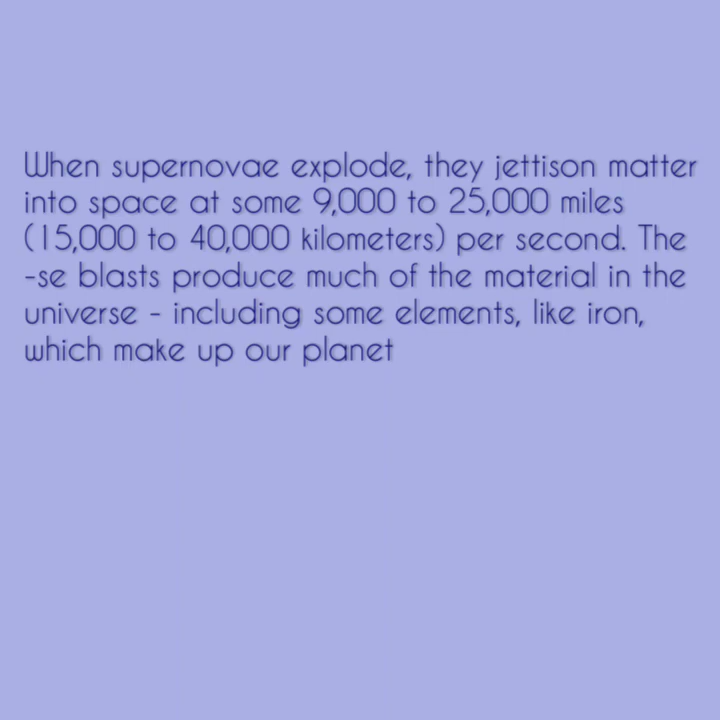 When supernovae explode, they jettison matter
into space at some 9,000 to 25,000 miles
(15,000 to 40,000 kilometers) per second. The
-se blasts produce much of the material in the
universe - including some elements, like iron,
which make up our planet